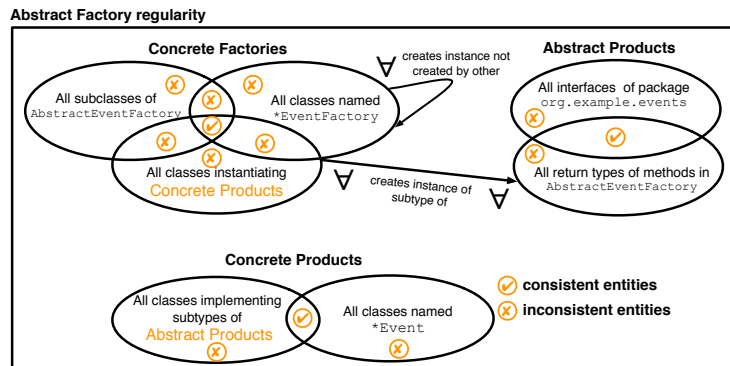 Abstract Factory regularity
Concrete Factories
All subclasses of
AbstractEventFactory
All classes named
*EventFactory
All classes instantiating
Concrete Products
∀
creates instance not
created by other
∀
creates instance of
subtype of
∀
Abstract Products
All interfaces of package
org.example.events
All return types of methods in
AbstractEventFactory
Concrete Products
All classes implementing
subtypes of
Abstract Products
All classes named
*Event
consistent entities
inconsistent entities